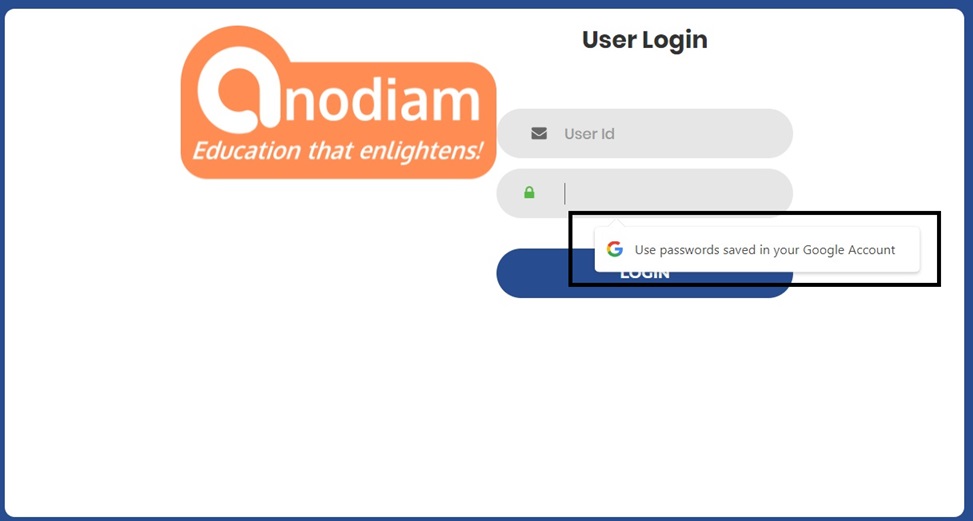 User Login
anodiam
Education that enlightens!
User Id
Use passwords saved in your Google Account
LOGIN